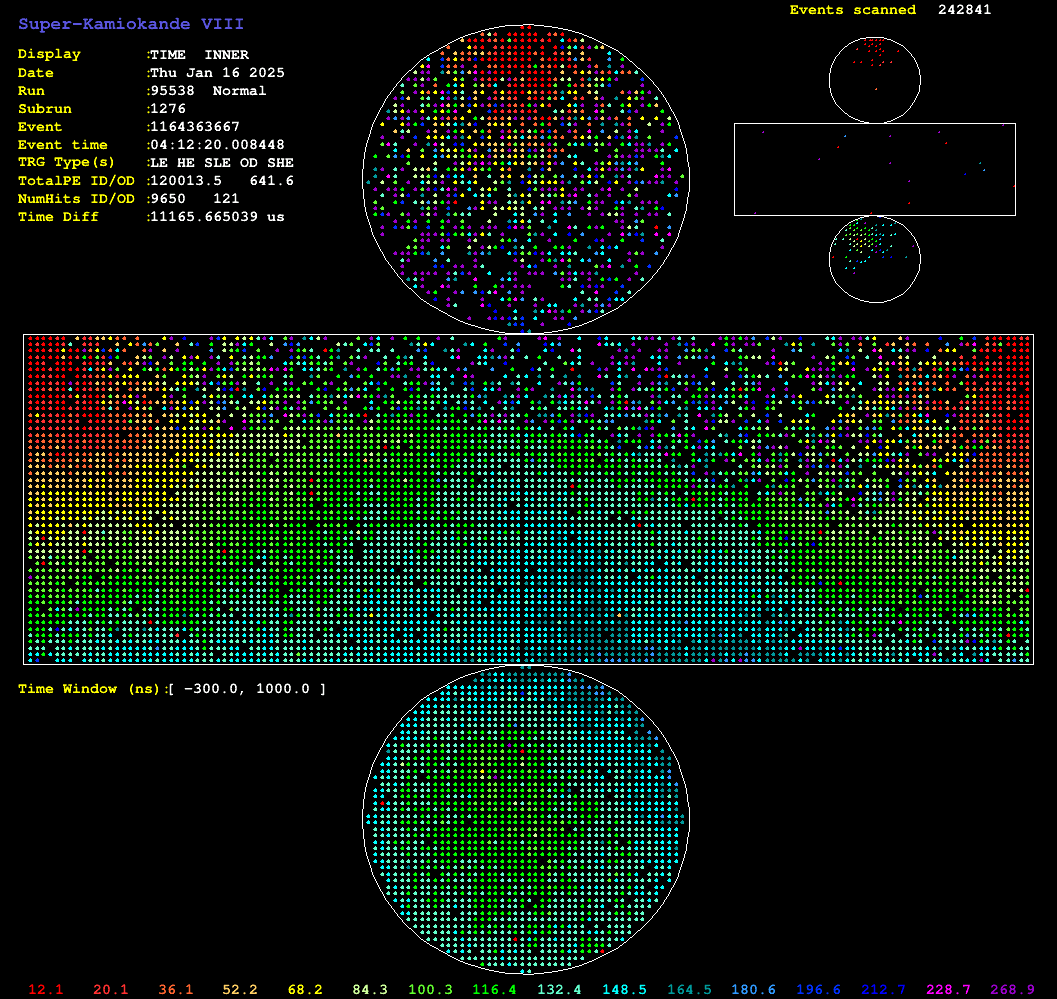 Super-Kamiokande VIII
Events scanned 242841
Display :TIME INNER
Date :Thu Jan 16 2025
Run :95538 Normal
Subrun :1276
Event :1164363667
Event time :04:12:20.008448
TRG Type(s) :LE HE SLE OD SHE
TotalPE ID/OD :120013.5 641.6
NumHits ID/OD :9650 121
Time Diff :11165.665039 us
Time Window (ns):[ -300.0, 1000.0 ]
12.1 20.1 36.1 52.2 68.2 84.3 100.3 116.4 132.4 148.5 164.5 180.6 196.6 212.7 228.7 268.9